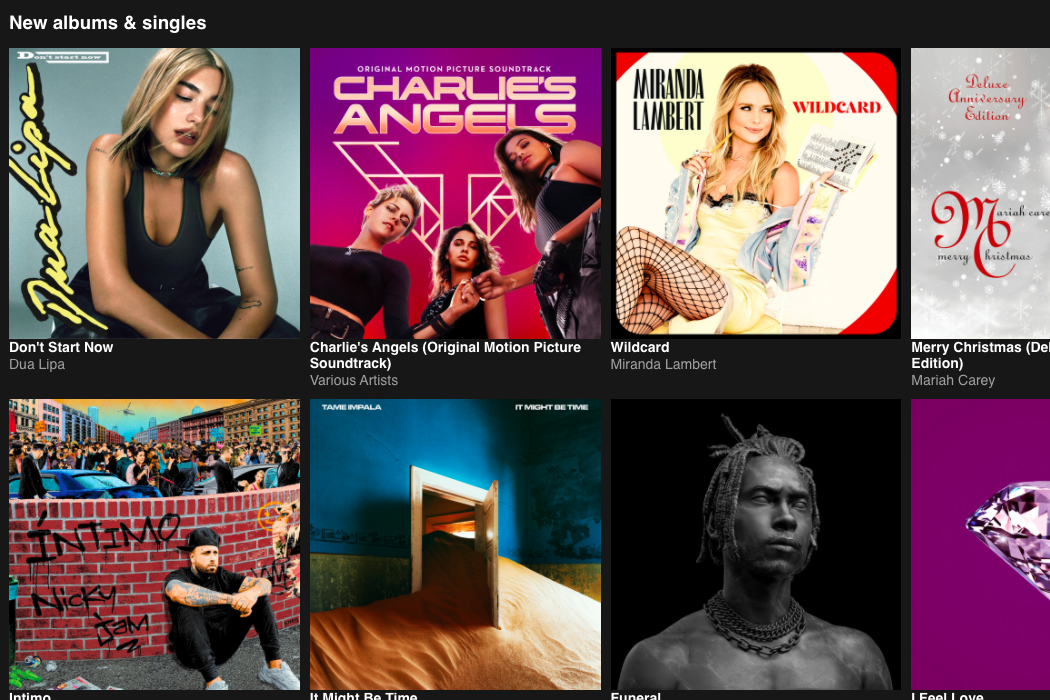 New albums & singles
Don't start now
Dua Lipa
Don't Start Now
Dua Lipa
ORIGINAL MOTION PICTURE SOUNDTRACK
CHARLIE'S
ANGELS
Charlie's Angels (Original Motion Picture
Soundtrack)
Various Artists
MIRANDA
LAMBERT
WILDCARD
Wildcard
Miranda Lambert
Deluxe
Anniversary
Edition
Mariah care
merry Christmas
Merry Christmas (Del
Edition)
Mariah Carey
ÍNTIMO
NICKY
JAM
Intimo
TAME IMPALA
IT MIGHT BE TIME
It Might Be Time
Funeral
I Feel Love